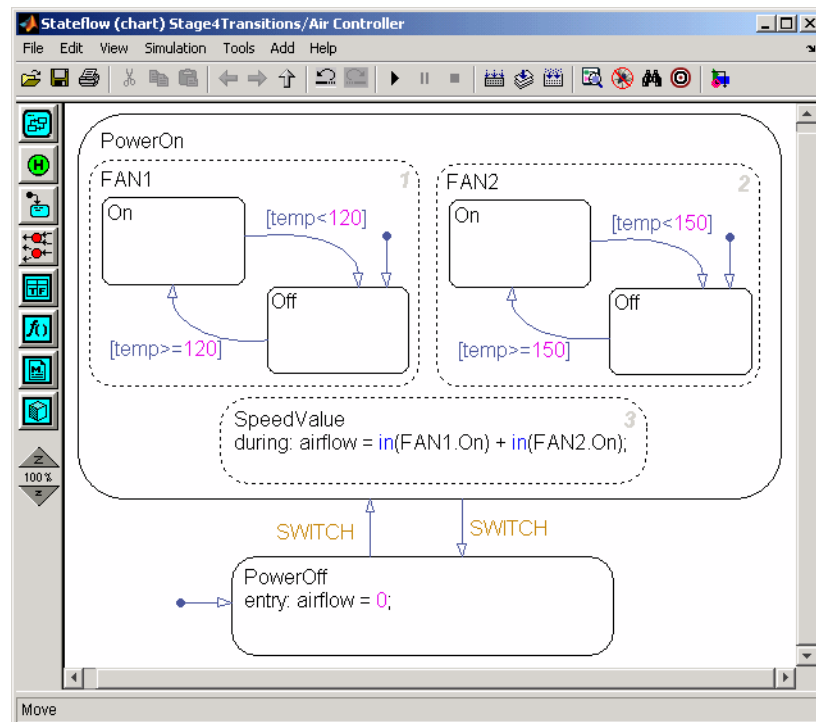 Stateflow (chart) Stage4Transitions/Air Controller
File Edit View Simulation Tools Add Help
PowerOn
FAN1
1
FAN2
2
On
[temp<120]
On
[temp<150]
Off
Off
[temp>=120]
[temp>=150]
SpeedValue
3
during: airflow = in(FAN1.On) + in(FAN2.On);
SWITCH
SWITCH
PowerOff
entry: airflow = 0;
H
TF
f()
M
Z
100 %
z
Move